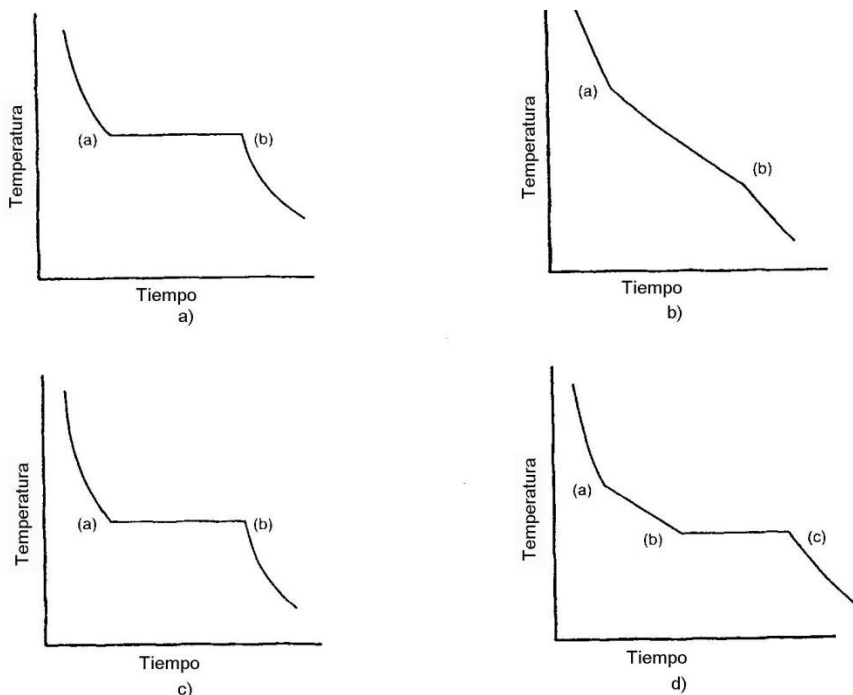 Temperatura
(a)
(b)
Tiempo
a)
Temperatura
(a)
(b)
Tiempo
b)
Temperatura
(a)
(b)
Tiempo
c)
Temperatura
(a)
(b)
(c)
Tiempo
d)